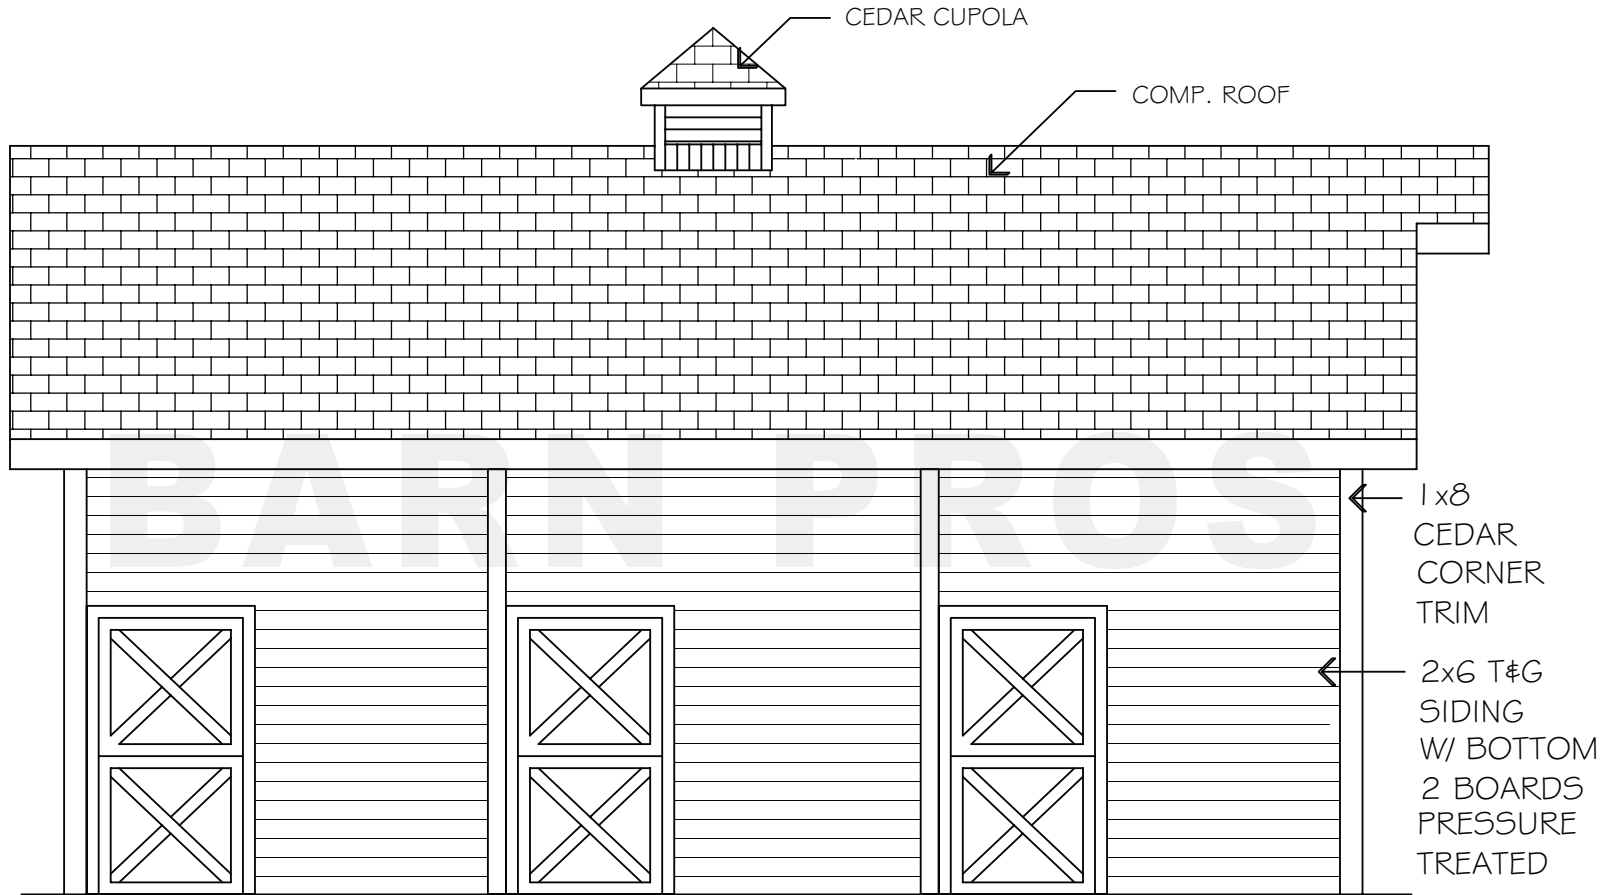 CEDAR CUPOLA
COMP. ROOF
BARN PROS
1x8
CEDAR
CORNER
TRIM
2x6 T&G
SIDING
W/ BOTTOM
2 BOARDS
PRESSURE
TREATED